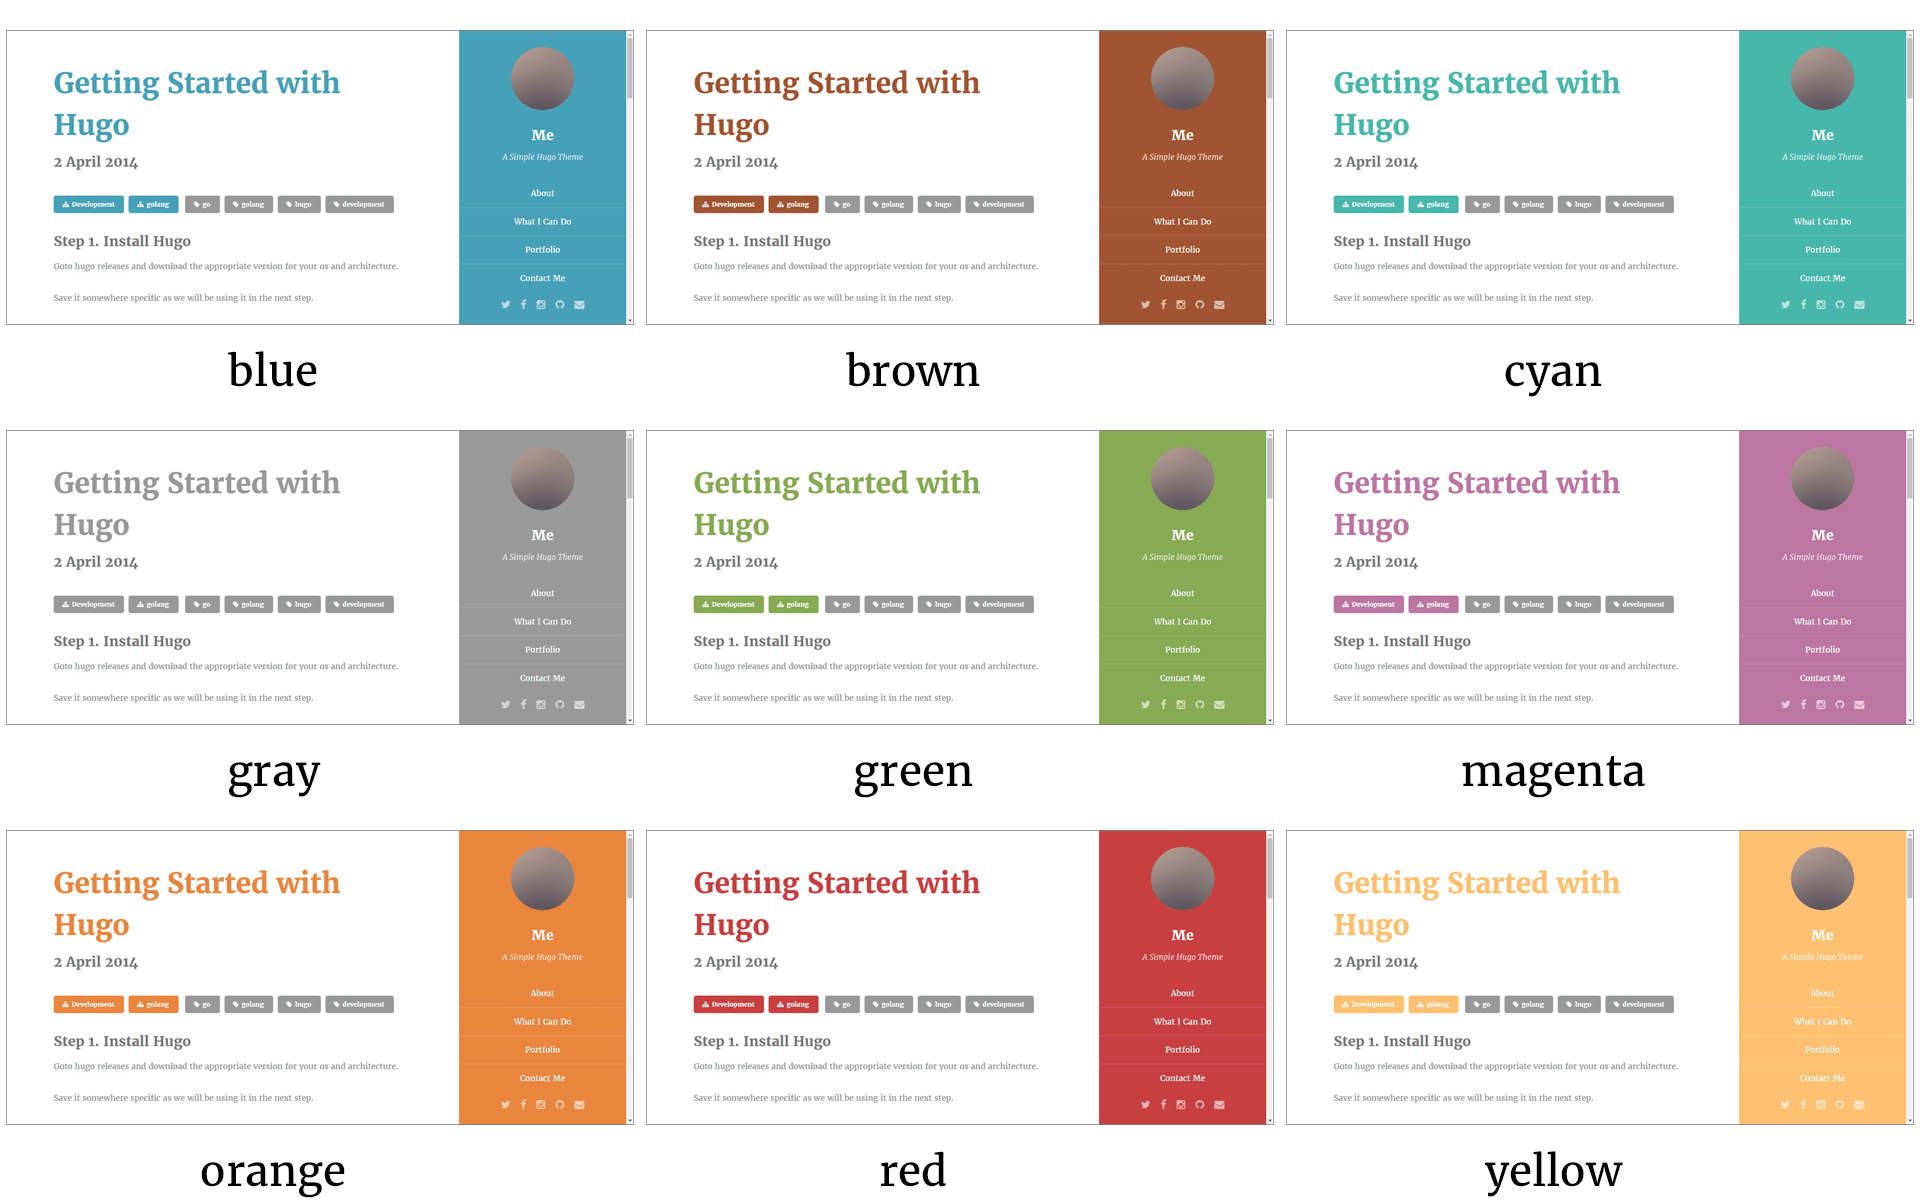 Getting Started with
Hugo
2 April 2014
Development golang go golang hugo development
Step 1. Install Hugo
Goto hugo releases and download the appropriate version for your os and architecture.
Save it somewhere specific as we will be using it in the next step.
Me
A Simple Hugo Theme
About
What I Can Do
Portfolio
Contact Me
blue
Getting Started with
Hugo
2 April 2014
Development golang go golang hugo development
Step 1. Install Hugo
Goto hugo releases and download the appropriate version for your os and architecture.
Save it somewhere specific as we will be using it in the next step.
Me
A Simple Hugo Theme
About
What I Can Do
Portfolio
Contact Me
brown
Getting Started with
Hugo
2 April 2014
Development golang go golang hugo development
Step 1. Install Hugo
Goto hugo releases and download the appropriate version for your os and architecture.
Save it somewhere specific as we will be using it in the next step.
Me
A Simple Hugo Theme
About
What I Can Do
Portfolio
Contact Me
cyan
Getting Started with
Hugo
2 April 2014
Development golang go golang hugo development
Step 1. Install Hugo
Goto hugo releases and download the appropriate version for your os and architecture.
Save it somewhere specific as we will be using it in the next step.
Me
A Simple Hugo Theme
About
What I Can Do
Portfolio
Contact Me
gray
Getting Started with
Hugo
2 April 2014
Development golang go golang hugo development
Step 1. Install Hugo
Goto hugo releases and download the appropriate version for your os and architecture.
Save it somewhere specific as we will be using it in the next step.
Me
A Simple Hugo Theme
About
What I Can Do
Portfolio
Contact Me
green
Getting Started with
Hugo
2 April 2014
Development golang go golang hugo development
Step 1. Install Hugo
Goto hugo releases and download the appropriate version for your os and architecture.
Save it somewhere specific as we will be using it in the next step.
Me
A Simple Hugo Theme
About
What I Can Do
Portfolio
Contact Me
magenta
Getting Started with
Hugo
2 April 2014
Development golang go golang hugo development
Step 1. Install Hugo
Goto hugo releases and download the appropriate version for your os and architecture.
Save it somewhere specific as we will be using it in the next step.
Me
A Simple Hugo Theme
About
What I Can Do
Portfolio
Contact Me
orange
Getting Started with
Hugo
2 April 2014
Development golang go golang hugo development
Step 1. Install Hugo
Goto hugo releases and download the appropriate version for your os and architecture.
Save it somewhere specific as we will be using it in the next step.
Me
A Simple Hugo Theme
About
What I Can Do
Portfolio
Contact Me
red
Getting Started with
Hugo
2 April 2014
Development golang go golang hugo development
Step 1. Install Hugo
Goto hugo releases and download the appropriate version for your os and architecture.
Save it somewhere specific as we will be using it in the next step.
Me
A Simple Hugo Theme
About
What I Can Do
Portfolio
Contact Me
yellow